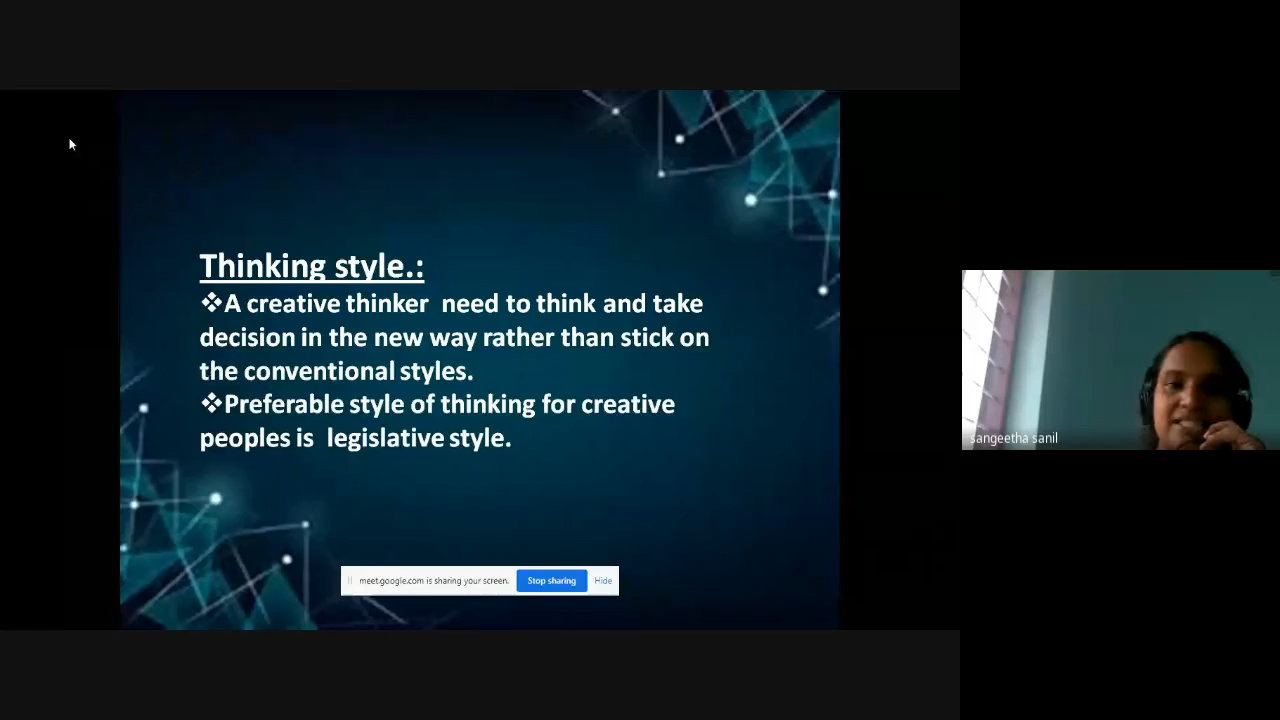 Thinking style.:
❖A creative thinker need to think and take
decision in the new way rather than stick on
the conventional styles.
❖Preferable style of thinking for creative
peoples is legislative style.
sangeetha sanil
meet.google.com is sharing your screen. Stop sharing Hide